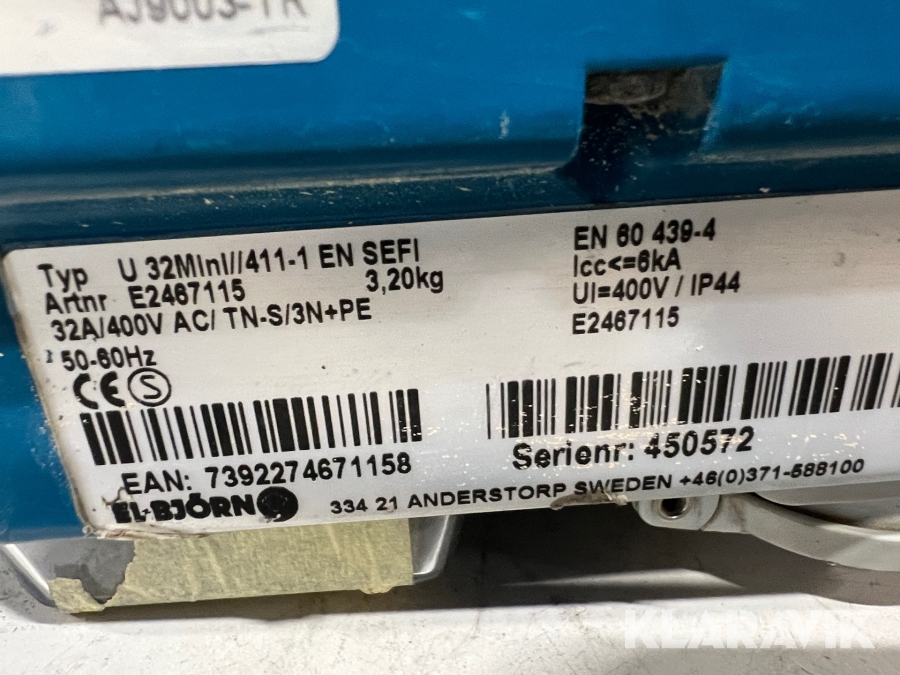 AJ9003-TR
Typ U 32MInI//411-1 EN SEFI
Artnr E2467115 3,20kg
32A/400V AC/ TN-S/3N+PE
50-60Hz
CE S
EN 60 439-4
Icc<=6kA
UI=400V / IP44
E2467115
EAN: 7392274671158
Serienr: 450572
EL-BJÖRN
334 21 ANDERSTORP SWEDEN +46(0)371-588100
KLARAVIK